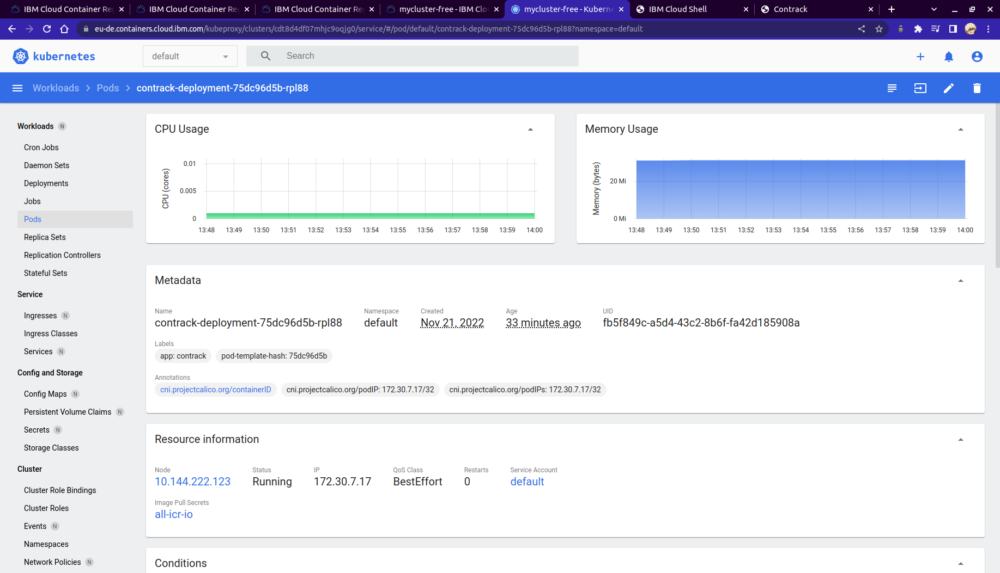 IBM Cloud Container Re
IBM Cloud Container Re
IBM Cloud Container Re
mycluster-free - IBM Clo
mycluster-free - Kuberne
IBM Cloud Shell
Contrack
eu-de.containers.cloud.ibm.com/kubeproxy/clusters/cdt8d4df07mhjc9oqjg0/service/#/pod/default/contrack-deployment-75dc96d5b-rpl88?namespace=default
kubernetes
default
Search
Workloads
Pods
contrack-deployment-75dc96d5b-rpl88
Workloads N
Cron Jobs
Daemon Sets
Deployments
Jobs
Pods
Replica Sets
Replication Controllers
Stateful Sets
Service
Ingresses N
Ingress Classes
Services N
Config and Storage
Config Maps N
Persistent Volume Claims N
Secrets N
Storage Classes
Cluster
Cluster Role Bindings
Cluster Roles
Events N
Namespaces
Network Policies N
CPU Usage
CPU (cores)
0.01
0.005
0
13:48 13:49 13:50 13:51 13:52 13:53 13:54 13:55 13:56 13:57 13:58 13:59 14:00
Memory Usage
Memory (bytes)
20 Mi
0 Mi
13:48 13:49 13:50 13:51 13:52 13:53 13:54 13:55 13:56 13:57 13:58 13:59 14:00
Metadata
Name
contrack-deployment-75dc96d5b-rpl88
Namespace
default
Created
Nov 21, 2022
Age
33 minutes ago
UID
fb5f849c-a5d4-43c2-8b6f-fa42d185908a
Labels
app: contrack
pod-template-hash: 75dc96d5b
Annotations
cni.projectcalico.org/containerID
cni.projectcalico.org/podIP: 172.30.7.17/32
cni.projectcalico.org/podIPs: 172.30.7.17/32
Resource information
Node
10.144.222.123
Status
Running
IP
172.30.7.17
QoS Class
BestEffort
Restarts
0
Service Account
default
Image Pull Secrets
all-icr-io
Conditions